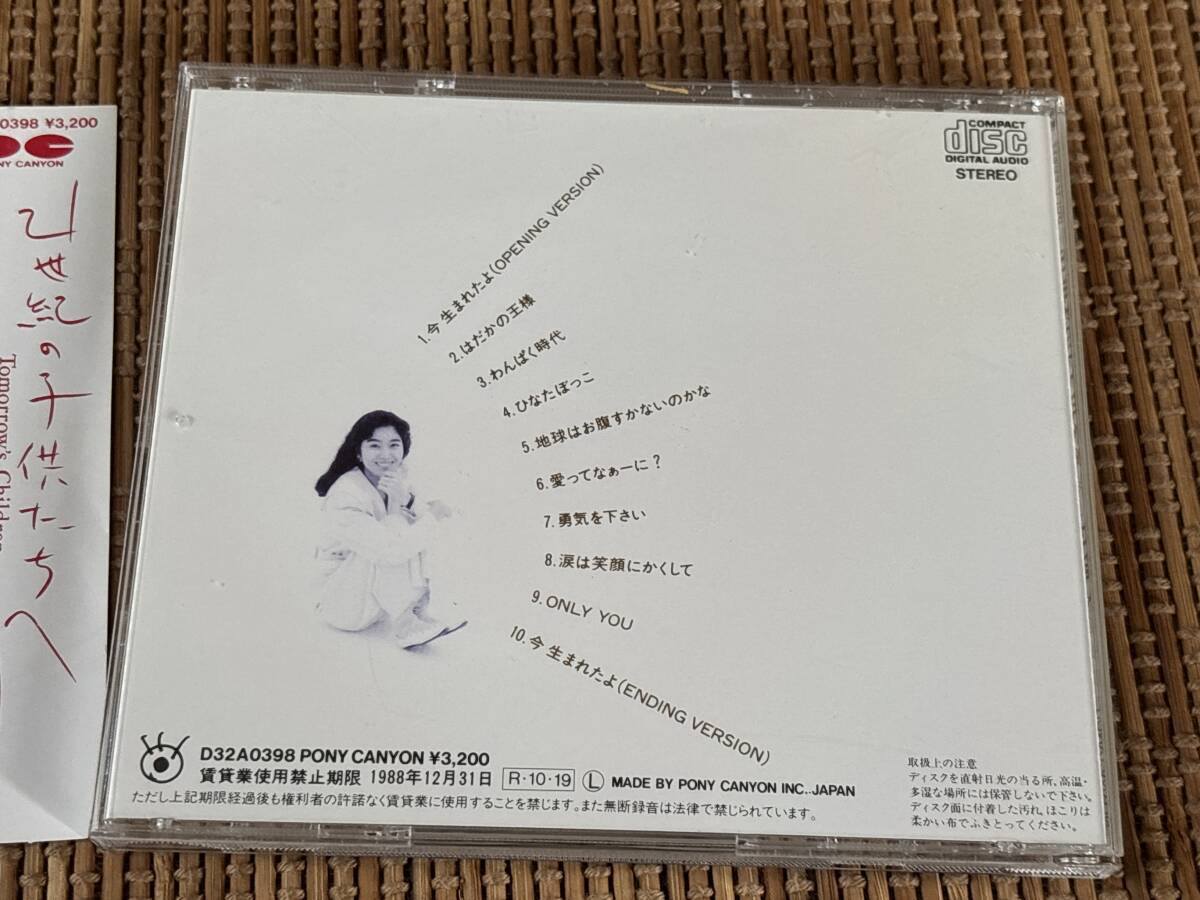 0398 ¥3,200
NY CANYON
21世紀の子供たちへ
Tomorrow's Children
COMPACT
disc
DIGITAL AUDIO
STEREO
1.今 生まれたよ(OPENING VERSION)
2.はだかの王様
3.わんぱく時代
4.ひなたぼっこ
5.地球はお腹すかないのかな
6.愛ってなぁーに?
7.勇気を下さい
8.涙は笑顔にかくして
9.ONLY YOU
10.今 生まれたよ(ENDING VERSION)
D32A0398 PONY CANYON ¥3,200
賃貸業使用禁止期限 1988年12月31日 R・10・19 L MADE BY PONY CANYON INC..JAPAN
ただし上記期限経過後も権利者の許諾なく賃貸業に使用することを禁じます。また無断録音は法律で禁じられています。
取扱上の注意
ディスクを直射日光の当る所、高温・
多湿な場所には保管しないで下さい。
ディスク面に付着した汚れ、ほこりは
柔かい布でふきとってください。